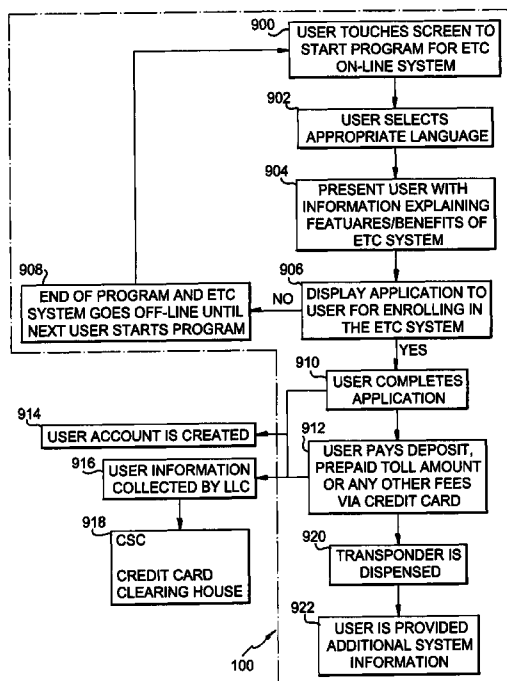 900
USER TOUCHES SCREEN TO
START PROGRAM FOR ETC
ON-LINE SYSTEM
902
USER SELECTS
APPROPRIATE LANGUAGE
904
PRESENT USER WITH
INFORMATION EXPLAINING
FEATUARES/BENEFITS OF
ETC SYSTEM
906
DISPLAY APPLICATION TO
USER FOR ENROLLING IN
THE ETC SYSTEM
NO
908
END OF PROGRAM AND ETC
SYSTEM GOES OFF-LINE UNTIL
NEXT USER STARTS PROGRAM
YES
910
USER COMPLETES
APPLICATION
914
USER ACCOUNT IS CREATED
912
USER PAYS DEPOSIT,
PREPAID TOLL AMOUNT
OR ANY OTHER FEES
VIA CREDIT CARD
916
USER INFORMATION
COLLECTED BY LLC
918
CSC
CREDIT CARD
CLEARING HOUSE
920
TRANSPONDER IS
DISPENSED
922
USER IS PROVIDED
ADDITIONAL SYSTEM
INFORMATION
100